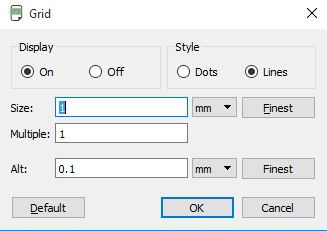 Grid
Display Style
On Off Dots Lines
Size: 1 mm Finest
Multiple: 1
Alt: 0.1 mm Finest
Default OK Cancel